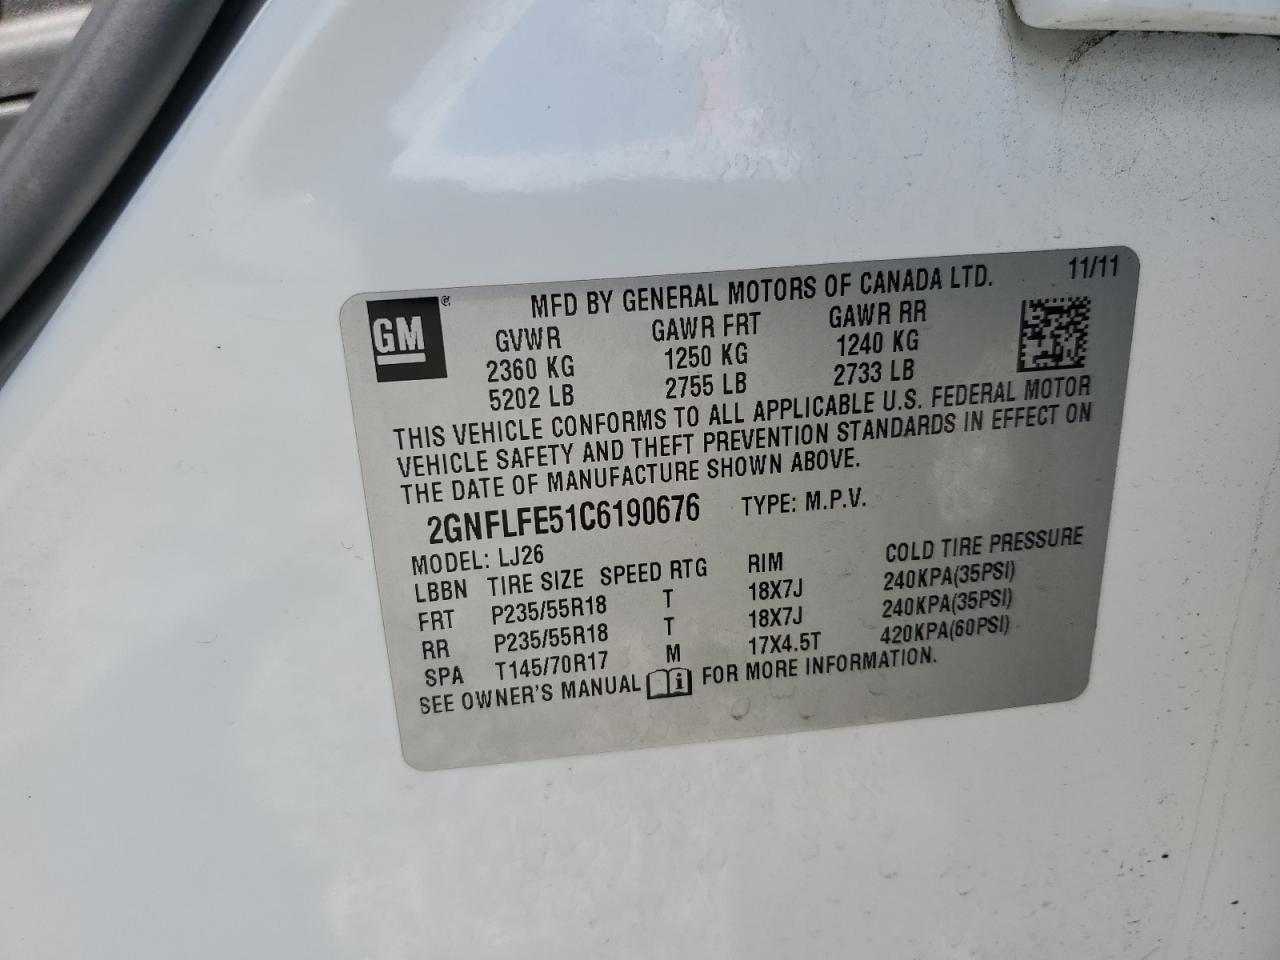 MFD BY GENERAL MOTORS OF CANADA LTD. 11/11
GM ®
GVWR GAWR FRT GAWR RR
2360 KG 1250 KG 1240 KG
5202 LB 2755 LB 2733 LB
THIS VEHICLE CONFORMS TO ALL APPLICABLE U.S. FEDERAL MOTOR
VEHICLE SAFETY AND THEFT PREVENTION STANDARDS IN EFFECT ON
THE DATE OF MANUFACTURE SHOWN ABOVE.
2GNFLFE51C6190676 TYPE: M.P.V.
MODEL: LJ26
LBBN TIRE SIZE SPEED RTG RIM COLD TIRE PRESSURE
FRT P235/55R18 T 18X7J 240KPA(35PSI)
RR P235/55R18 T 18X7J 240KPA(35PSI)
SPA T145/70R17 M 17X4.5T 420KPA(60PSI)
SEE OWNER'S MANUAL i FOR MORE INFORMATION.